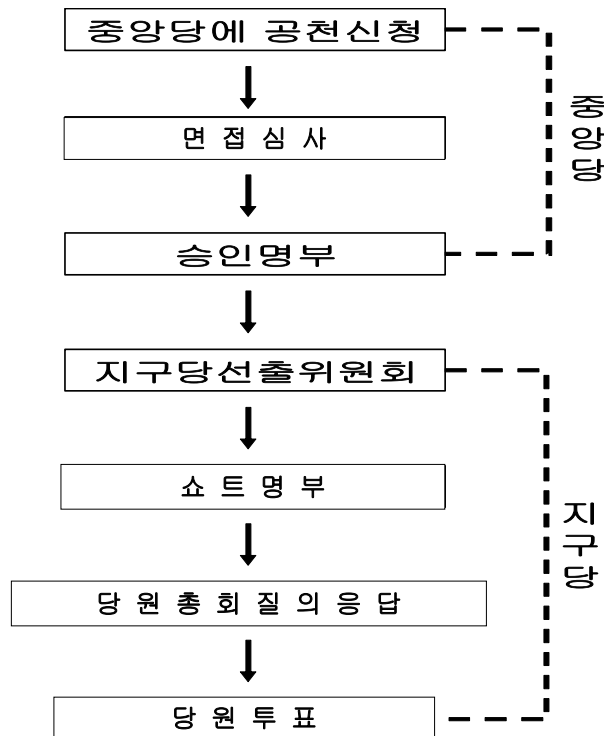 중앙당에 공천신청
면 접 심 사
승인명부
중앙당
지구당선출위원회
쇼 트 명 부
당 원 총 회 질 의 응 답
당 원 투 표
지구당